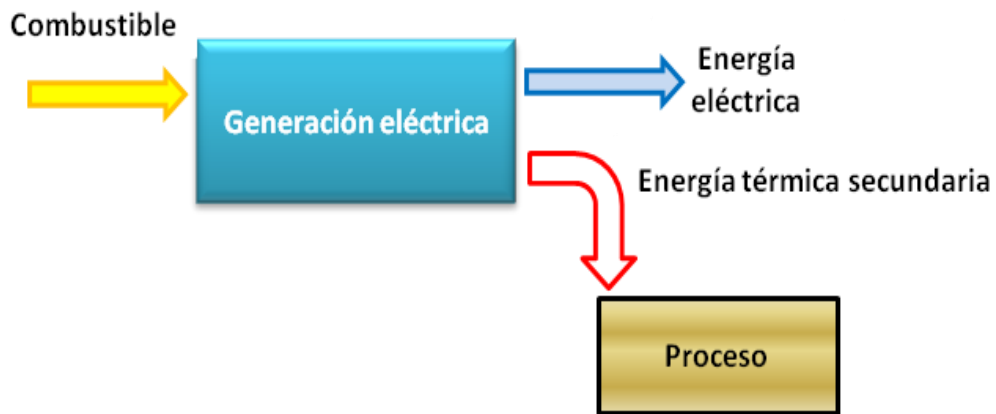 Combustible
Generación eléctrica
Energía
eléctrica
Energía térmica secundaria
Proceso